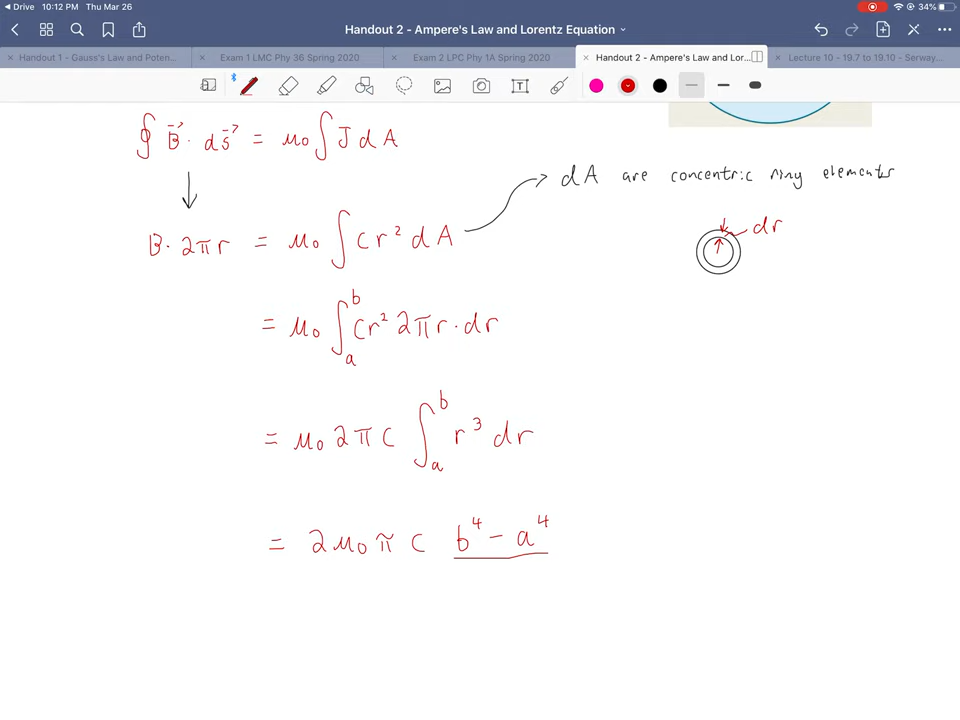 10:12 PM Thu Mar 26
Drive
34%
Handout 2 - Ampere's Law and Lorentz Equation
Handout 1 - Gauss's Law and Poten...
Exam 1 LMC Phy 36 Spring 2020
Exam 2 LPC Phy 1A Spring 2020
Handout 2 - Ampere's Law and Lor...
Lecture 10 - 19.7 to 19.10 - Serway...
∮ B⃗ · ds⃗ = μ₀ ∫ J dA
dA are concentric ring elements
dr
B · 2πr = μ₀ ∫ Cr² dA
= μ₀ ∫ₐᵇ Cr² 2πr · dr
= μ₀ 2πC ∫ₐᵇ r³ dr
= 2μ₀πC b⁴ − a⁴